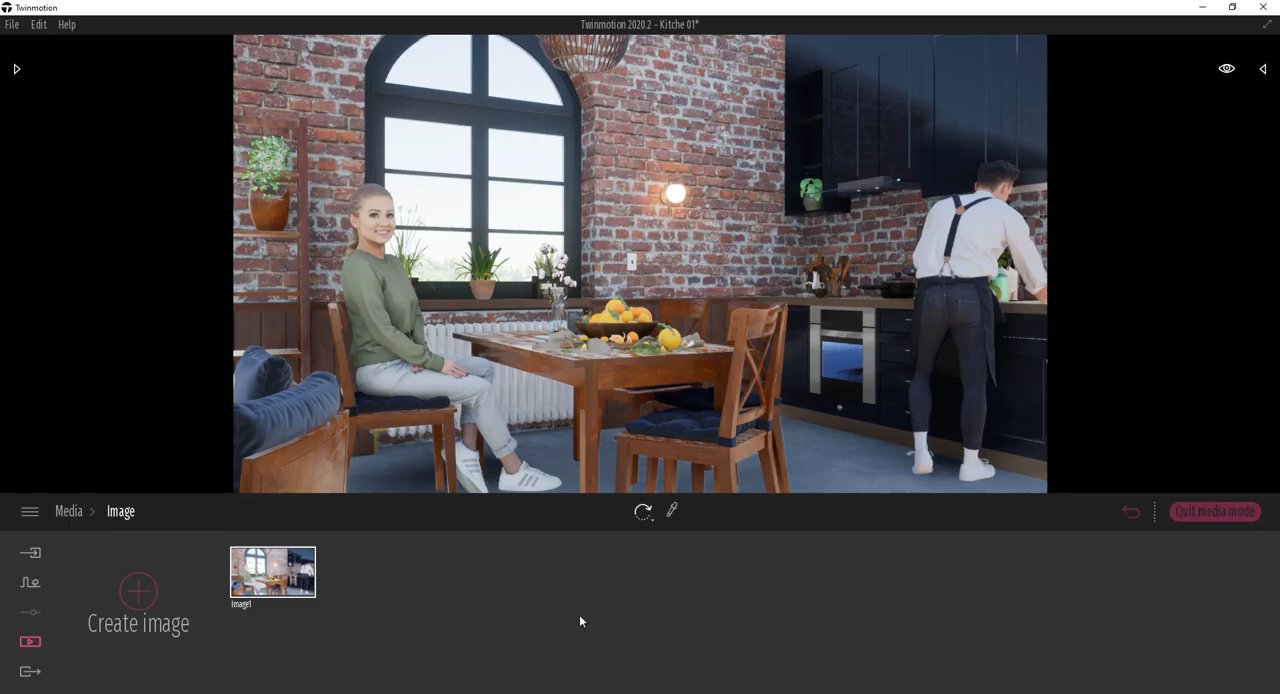 Twinmotion
File Edit Help
Twinmotion 2020.2 - Kitche 01*
Media > Image
Quit media mode
Create image
Image1